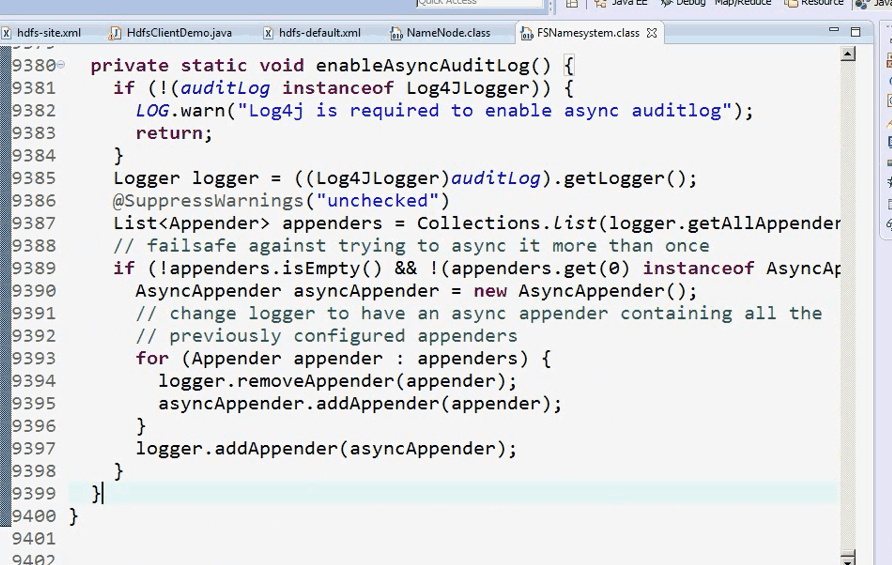 Quick Access
Java EE
Debug
Map/Reduce
Resource
hdfs-site.xml
HdfsClientDemo.java
hdfs-default.xml
NameNode.class
FSNamesystem.class
9380 private static void enableAsyncAuditLog() {
9381 if (!(auditLog instanceof Log4JLogger)) {
9382 LOG.warn("Log4j is required to enable async auditlog");
9383 return;
9384 }
9385 Logger logger = ((Log4JLogger)auditLog).getLogger();
9386 @SuppressWarnings("unchecked")
9387 List<Appender> appenders = Collections.list(logger.getAllAppender
9388 // failsafe against trying to async it more than once
9389 if (!appenders.isEmpty() && !(appenders.get(0) instanceof AsyncAp
9390 AsyncAppender asyncAppender = new AsyncAppender();
9391 // change logger to have an async appender containing all the
9392 // previously configured appenders
9393 for (Appender appender : appenders) {
9394 logger.removeAppender(appender);
9395 asyncAppender.addAppender(appender);
9396 }
9397 logger.addAppender(asyncAppender);
9398 }
9399 }
9400 }
9401
9402